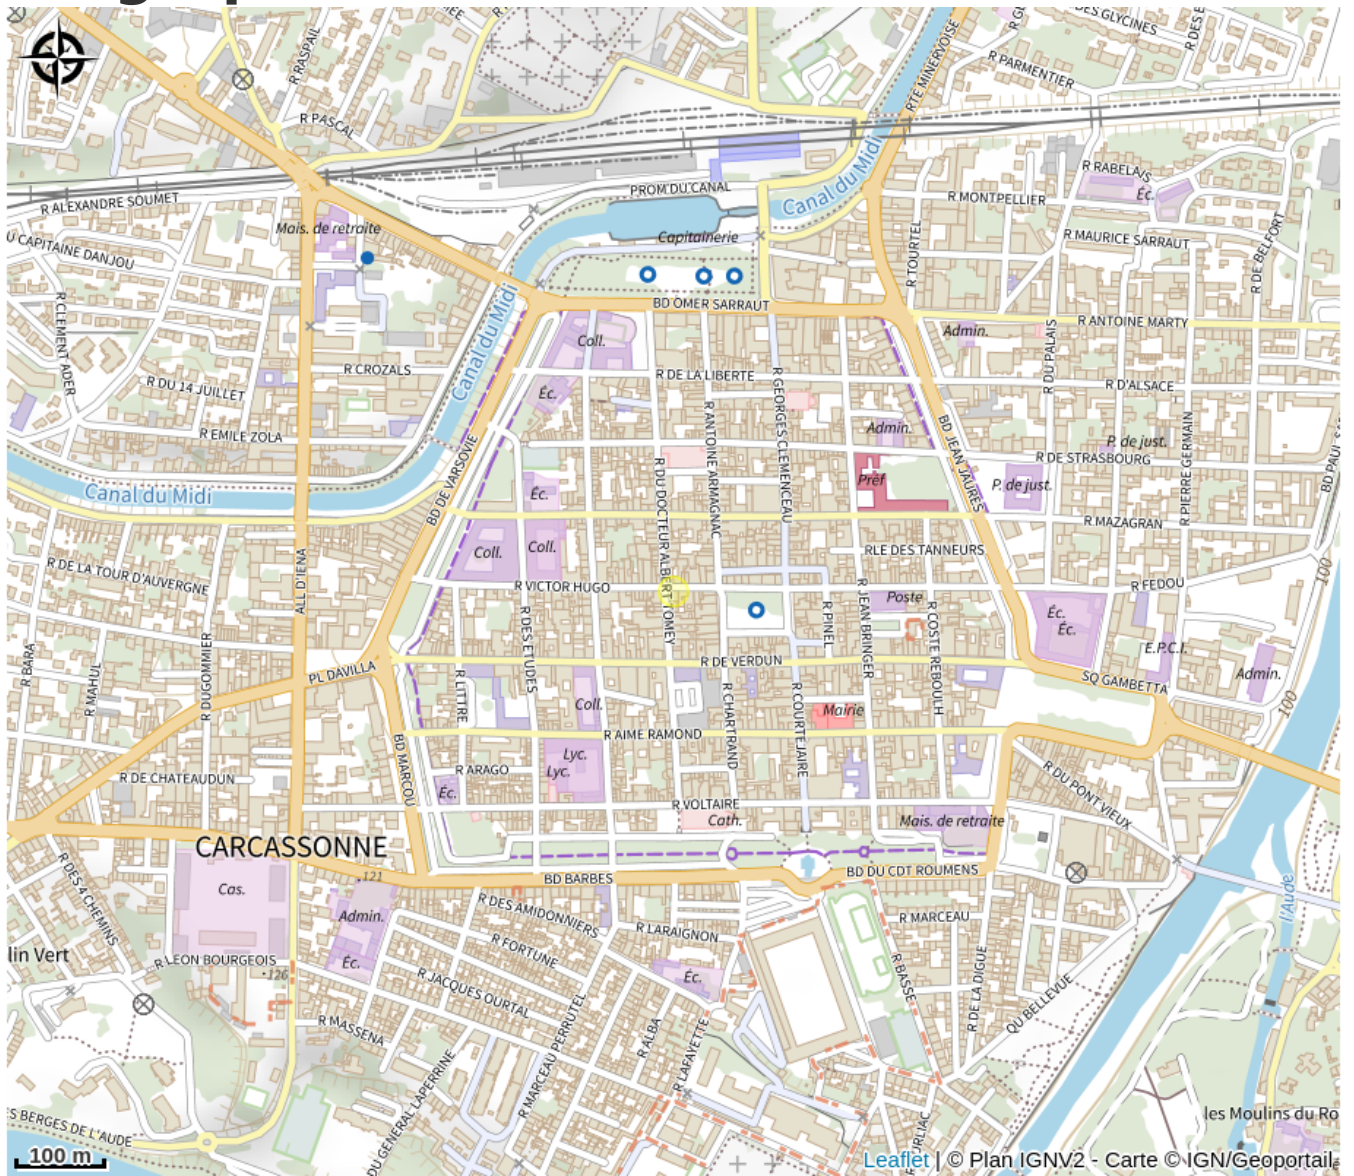 R RASPAIL
R PASCAL
DES GLYCINES
R PARMENTIER
RTE MINERVOISE
R ALEXANDRE SOUMET
PROM DU CANAL
Canal du Midi
R RABELAIS
Éc.
R MONTPELLIER
Mais. de retraite
Capitainerie
R MAURICE SARRAUT
U CAPITAINE DANJOU
R TOURTEL
R DE BELFORT
R CLEMENT ADER
Canal du Midi
BD OMER SARRAUT
R ANTOINE MARTY
Admin.
Coll.
R DU PALAIS
R CROZALS
R DE LA LIBERTE
R D'ALSACE
R DU 14 JUILLET
Éc.
R GEORGES CLEMENCEAU
R ANTOINE ARMAGNAC
BD JEAN JAURES
Admin.
R EMILE ZOLA
P. de just.
R PIERRE GERMAIN
R DE STRASBOURG
BD DE VARSOVIE
R DU DOCTEUR ALBERT TOMEY
Préf
P. de just.
BD PAUL SA
Canal du Midi
Éc.
R MAZAGRAN
Coll.
Coll.
RLE DES TANNEURS
R DE LA TOUR D'AUVERGNE
ALL D'IENA
R VICTOR HUGO
R FEDOU
100
Poste
R DES ETUDES
R PINEL
R JEAN BRINGER
R COSTE REBOULH
Éc.
Éc.
R BARA
R MAHUL
R DUGOMMIER
E.P.C.I.
R DE VERDUN
PL DAVILLA
SQ GAMBETTA
Admin.
R LITTRE
Coll.
R CHARTRAND
R COURTEJAIRE
Mairie
100
R AIME RAMOND
BD MARCOU
Lyc.
Lyc.
R ARAGO
R DE CHATEAUDUN
Éc.
R DU PONT VIEUX
R VOLTAIRE
Cath.
Mais. de retraite
CARCASSONNE
121
BD BARBES
BD DU CDT ROUMENS
R DES 4 CHEMINS
Cas.
l'Aude
Admin.
R DES AMIDONNIERS
R MARCEAU
R LARAIGNON
R FORTUNE
lin Vert
R LEON BOURGEOIS
126
Éc.
R JACQUES OURTAL
Éc.
R BASSE
R DE LA DIGUE
QU BELLEVUE
R MASSENA
R MARCEAU PERRUTEL
R ALBA
R LAFAYETTE
DU GENERAL LAPERRINE
S BERGES DE L'AUDE
les Moulins du Ro
100 m
Leaflet | © Plan IGNV2 - Carte © IGN/Geoportail